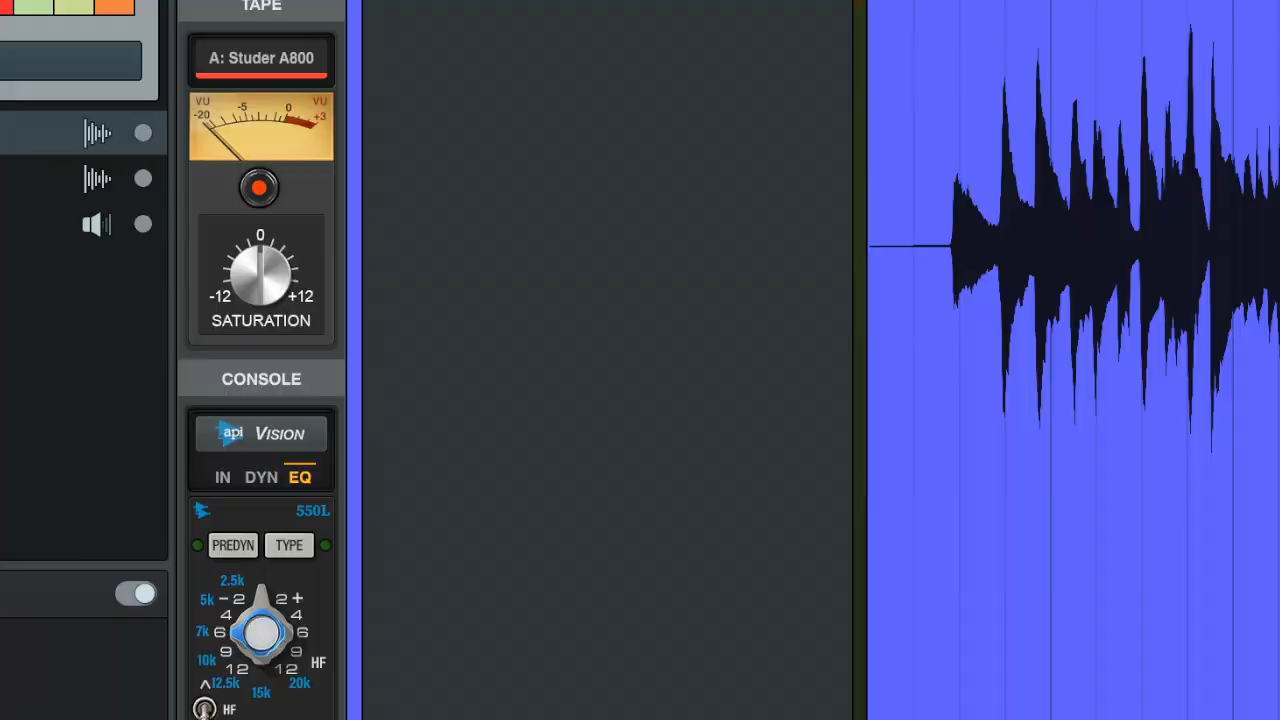 TAPE
A: Studer A800
VU VU
-20 -5 0 +3
0
-12 +12
SATURATION
CONSOLE
api VISION
IN DYN EQ
550L
PREDYN TYPE
2.5k
5k - 2 2 +
4 4
7k 6 6
9 9
10k 12 12 HF
12.5k 15k 20k
HF